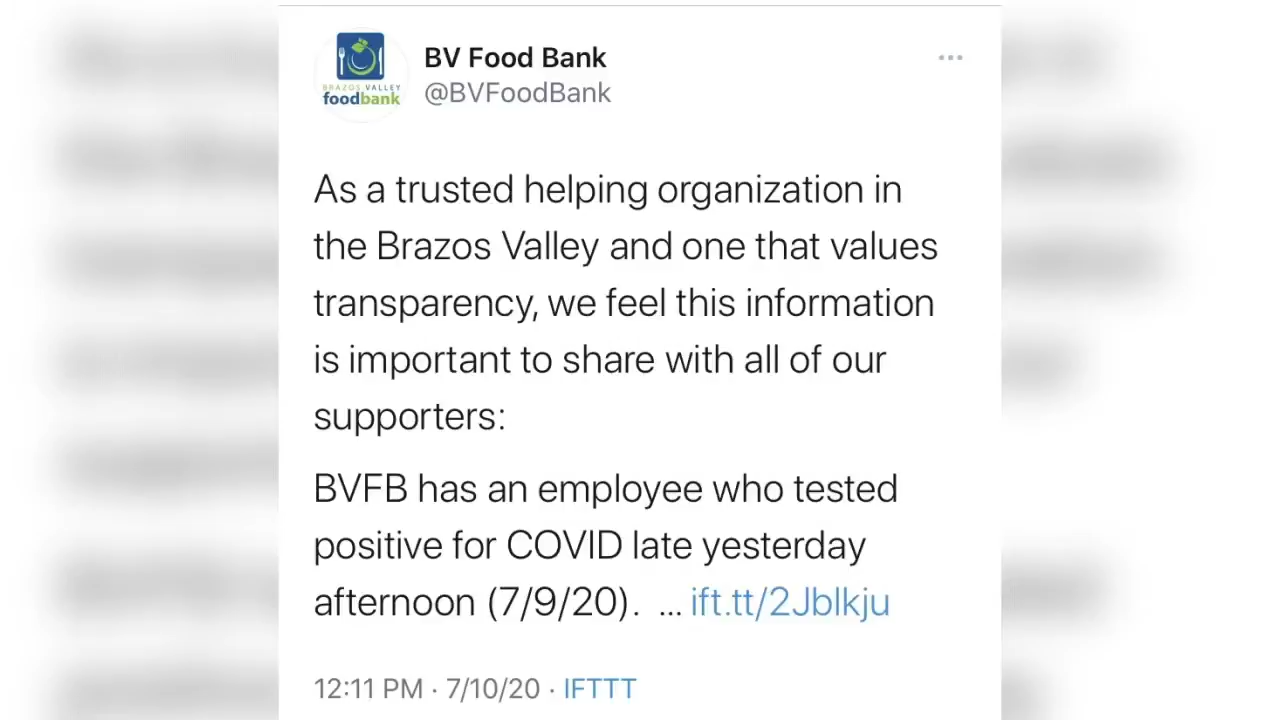 BV Food Bank
@BVFoodBank
BRAZOS VALLEY
foodbank
As a trusted helping organization in
the Brazos Valley and one that values
transparency, we feel this information
is important to share with all of our
supporters:
BVFB has an employee who tested
positive for COVID late yesterday
afternoon (7/9/20).  ... ift.tt/2Jblkju
12:11 PM · 7/10/20 · IFTTT